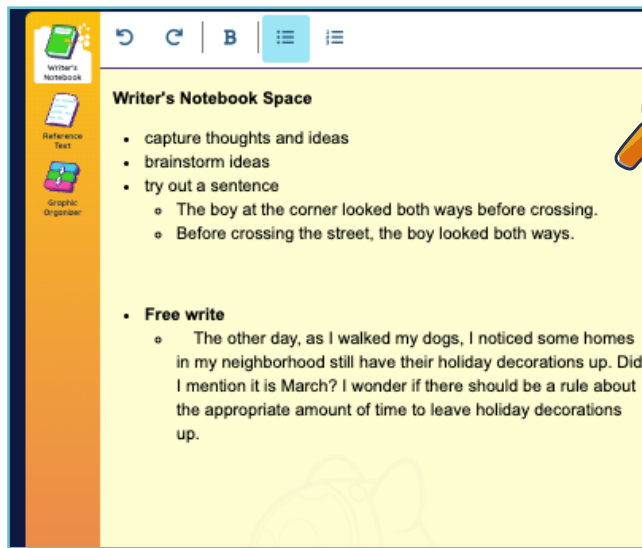 Writer's
Notebook
Reference
Text
Graphic
Organizer
B
Writer's Notebook Space
capture thoughts and ideas
brainstorm ideas
try out a sentence
The boy at the corner looked both ways before crossing.
Before crossing the street, the boy looked both ways.
Free write
The other day, as I walked my dogs, I noticed some homes
in my neighborhood still have their holiday decorations up. Did
I mention it is March? I wonder if there should be a rule about
the appropriate amount of time to leave holiday decorations
up.